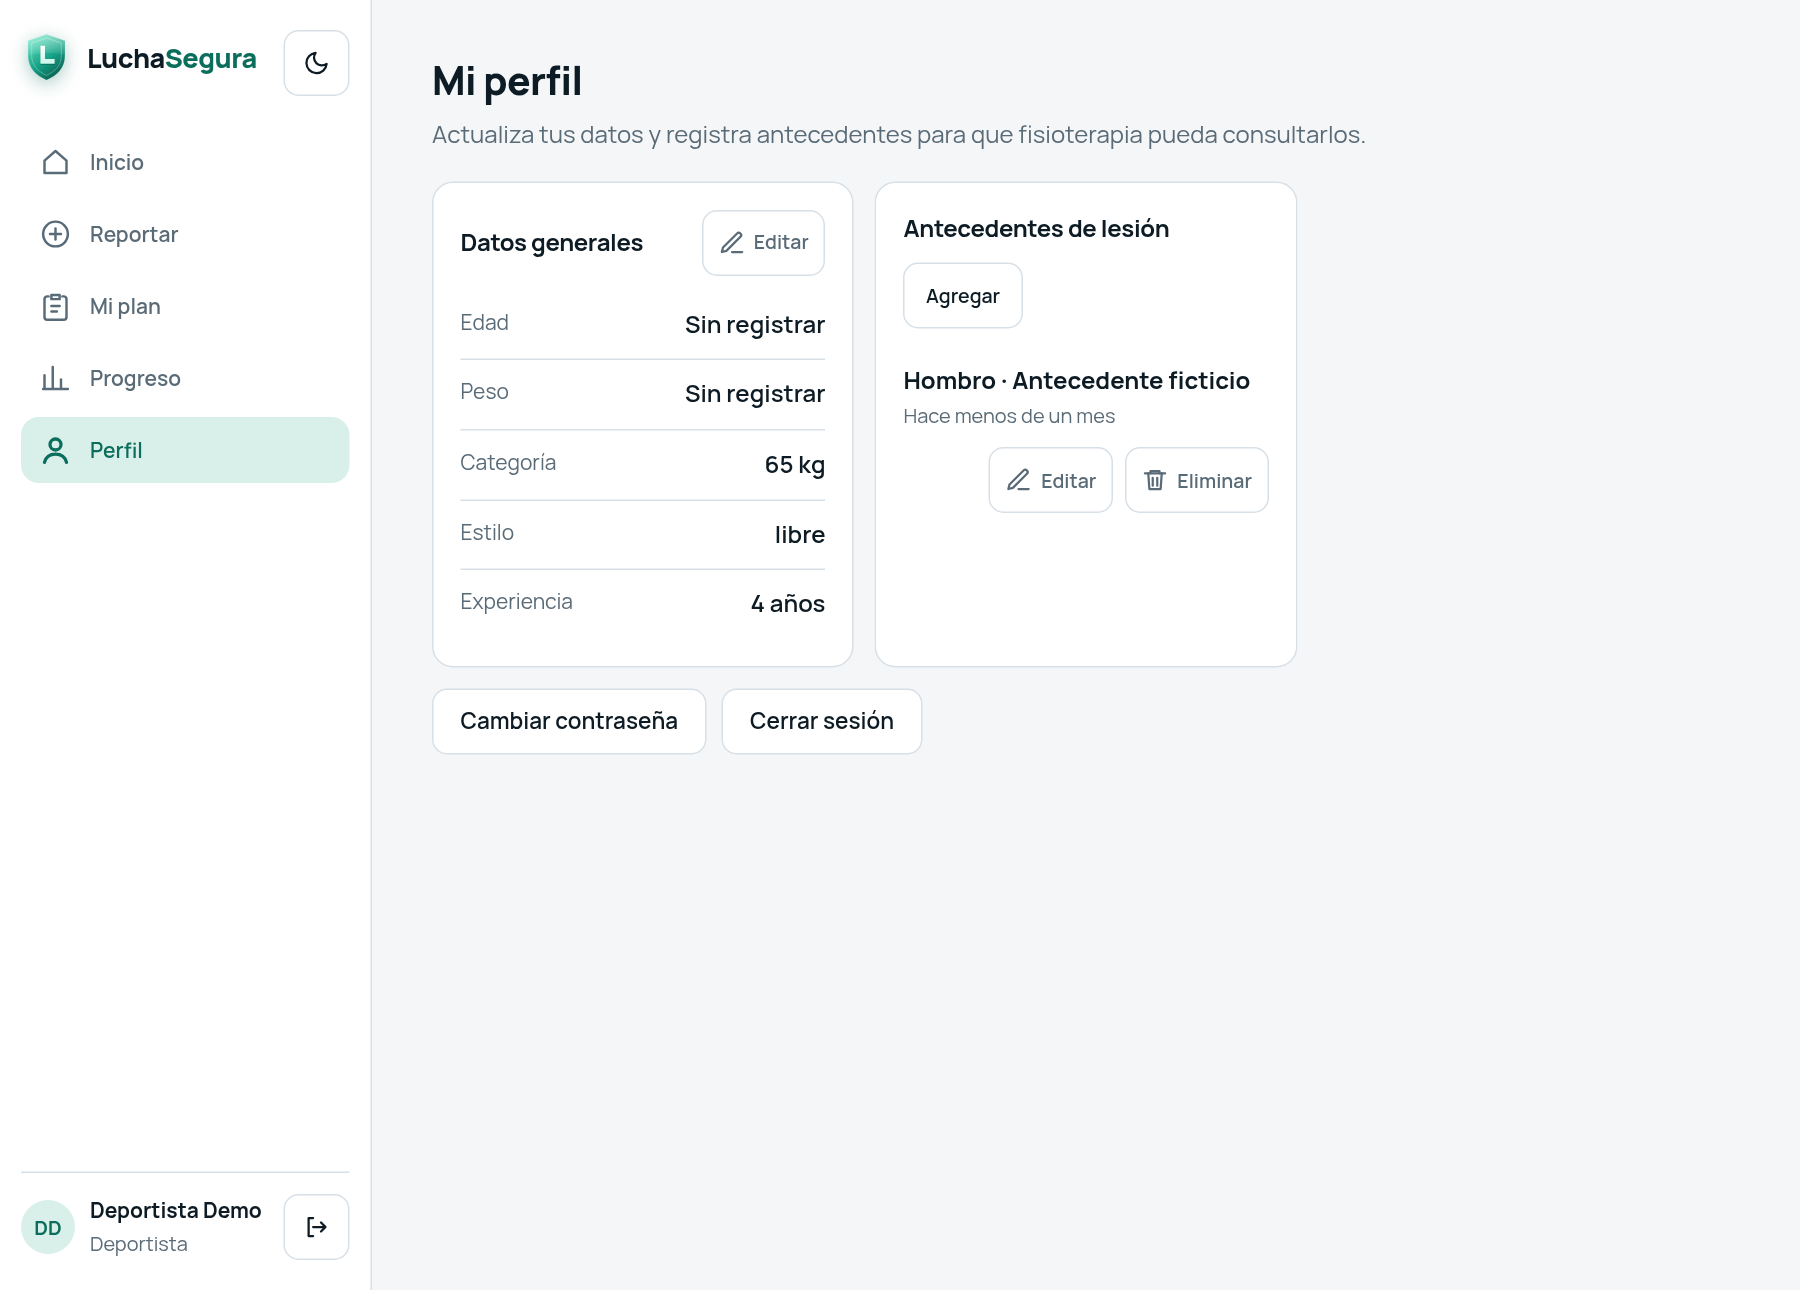 L
LuchaSegura
Inicio
Reportar
Mi plan
Progreso
Perfil
DD
Deportista Demo
Deportista
Mi perfil
Actualiza tus datos y registra antecedentes para que fisioterapia pueda consultarlos.
Datos generales
Editar
Edad Sin registrar
Peso Sin registrar
Categoría 65 kg
Estilo libre
Experiencia 4 años
Antecedentes de lesión
Agregar
Hombro · Antecedente ficticio
Hace menos de un mes
Editar Eliminar
Cambiar contraseña Cerrar sesión